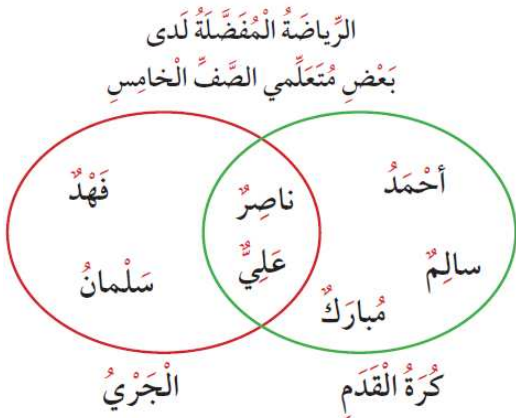 الرِّياضَةُ الْمُفَضَّلَةُ لَدى
بَعْضِ مُتَعَلِّمي الصَّفِّ الْخامِسِ
أَحْمَدُ
ناصِرٌ
فَهْدٌ
سالِمٌ
عَلِيٌّ
سَلْمانُ
مُبارَكٌ
كُرَةُ الْقَدَمِ
الْجَرْيُ